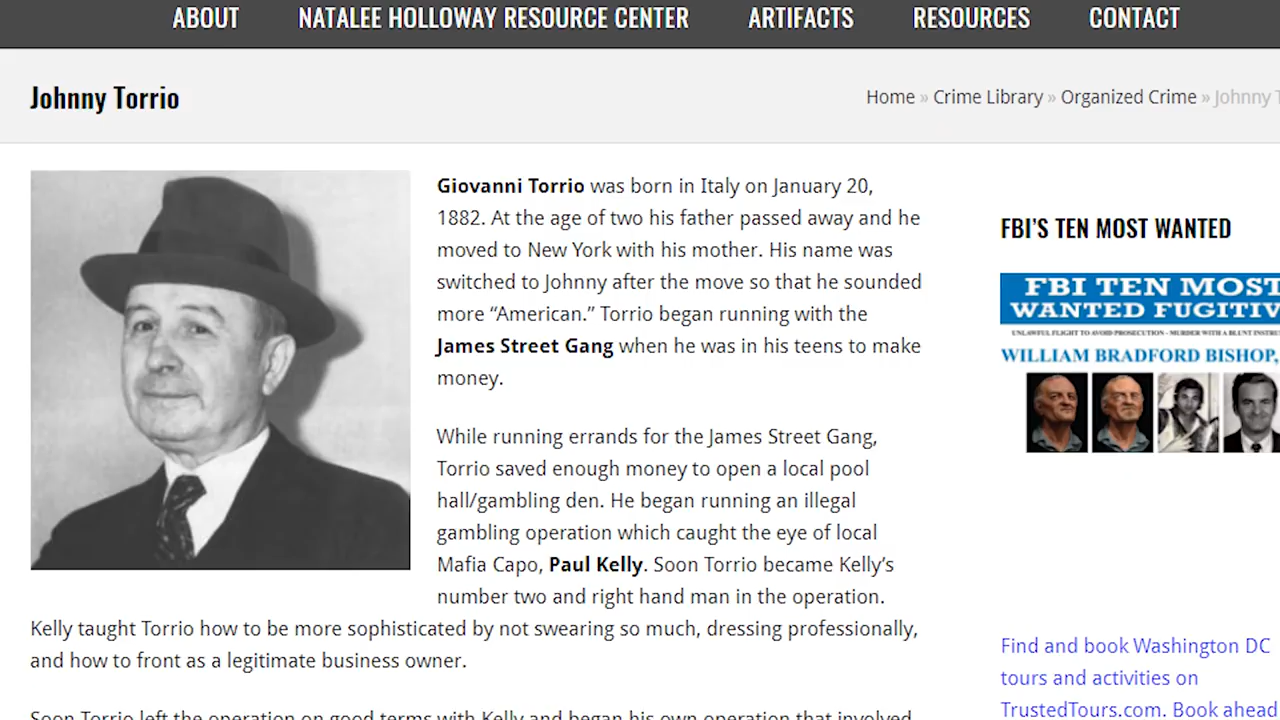 ABOUT NATALEE HOLLOWAY RESOURCE CENTER ARTIFACTS RESOURCES CONTACT
Johnny Torrio
Home » Crime Library » Organized Crime » Johnny T
Giovanni Torrio was born in Italy on January 20,
1882. At the age of two his father passed away and he
moved to New York with his mother. His name was
switched to Johnny after the move so that he sounded
more “American.” Torrio began running with the
James Street Gang when he was in his teens to make
money.
While running errands for the James Street Gang,
Torrio saved enough money to open a local pool
hall/gambling den. He began running an illegal
gambling operation which caught the eye of local
Mafia Capo, Paul Kelly. Soon Torrio became Kelly’s
number two and right hand man in the operation.
Kelly taught Torrio how to be more sophisticated by not swearing so much, dressing professionally,
and how to front as a legitimate business owner.
Soon Torrio left the operation on good terms with Kelly and began his own operation that involved
FBI’S TEN MOST WANTED
FBI TEN MOST
WANTED FUGITIV
UNLAWFUL FLIGHT TO AVOID PROSECUTION - MURDER WITH A BLUNT INSTRU
WILLIAM BRADFORD BISHOP,
Find and book Washington DC
tours and activities on
TrustedTours.com. Book ahead